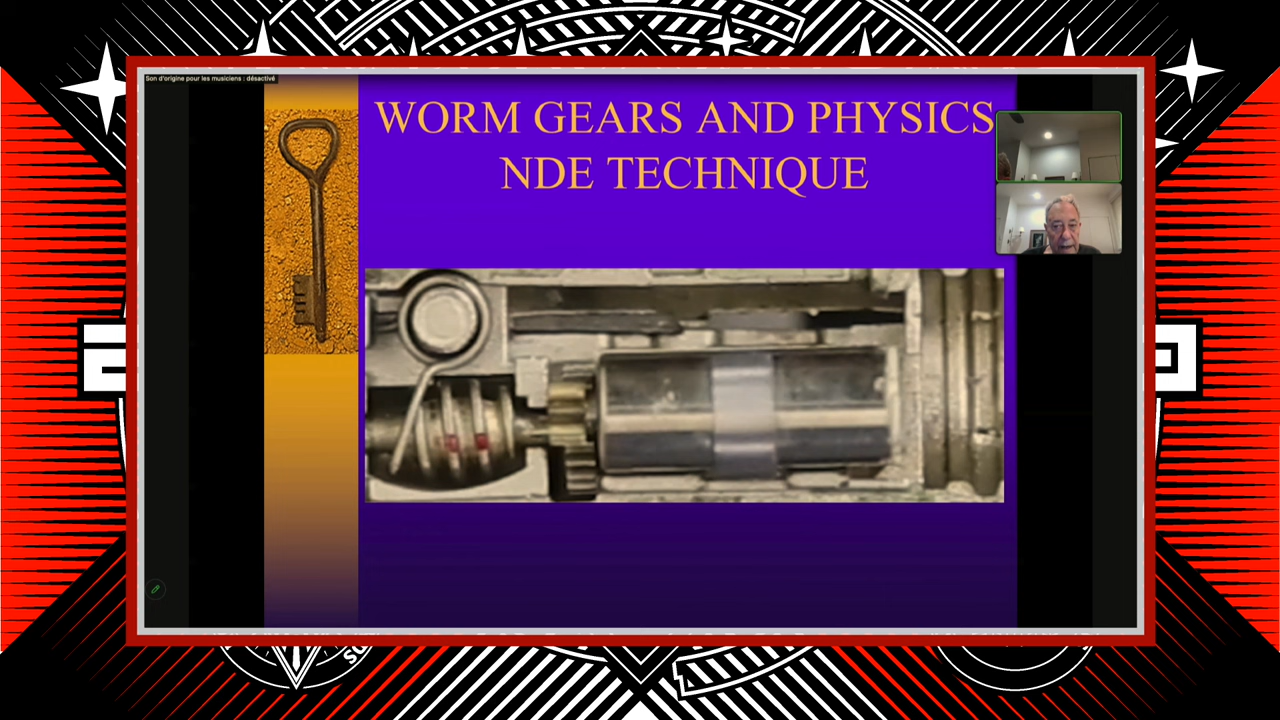 Son d'origine pour les musiciens : désactivé
WORM GEARS AND PHYSICS
NDE TECHNIQUE